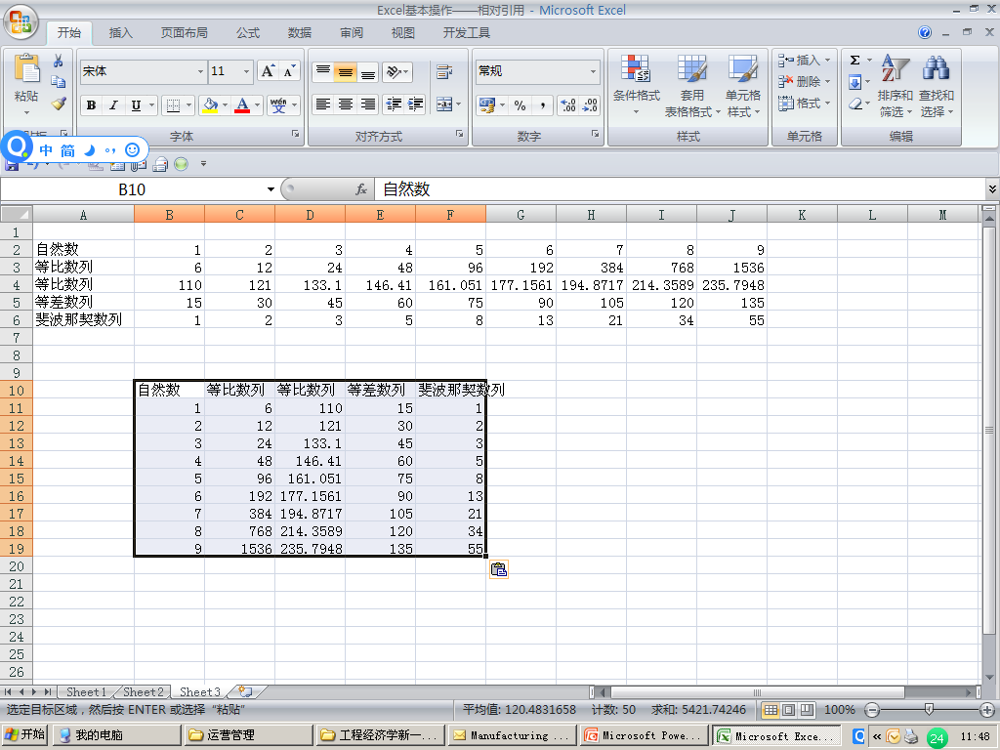 Excel基本操作——相对引用 - Microsoft Excel
开始 插入 页面布局 公式 数据 审阅 视图 开发工具
宋体 11 A A 常规 条件格式 套用 表格格式 单元格 样式 Σ 插入 删除 格式 排序和 筛选 查找和 选择
粘贴 B I U A wén 文 % ,
字体 对齐方式 数字 样式 单元格 编辑
中 简
B10 fx 自然数
A B C D E F G H I J K L M
1
2 自然数 1 2 3 4 5 6 7 8 9
3 等比数列 6 12 24 48 96 192 384 768 1536
4 等比数列 110 121 133.1 146.41 161.051 177.1561 194.8717 214.3589 235.7948
5 等差数列 15 30 45 60 75 90 105 120 135
6 斐波那契数列 1 2 3 5 8 13 21 34 55
7
8
9
10 自然数 等比数列 等比数列 等差数列 斐波那契数列
11 1 6 110 15 1
12 2 12 121 30 2
13 3 24 133.1 45 3
14 4 48 146.41 60 5
15 5 96 161.051 75 8
16 6 192 177.1561 90 13
17 7 384 194.8717 105 21
18 8 768 214.3589 120 34
19 9 1536 235.7948 135 55
20
21
22
23
24
25
26
Sheet1 Sheet2 Sheet3
选定目标区域，然后按 ENTER 或选择 "粘贴" 平均值: 120.4831658 计数: 50 求和: 5421.74246 100%
开始 我的电脑 运营管理 工程经济学新一... Manufacturing ... Microsoft Powe... Microsoft Exce... « 24 11:48